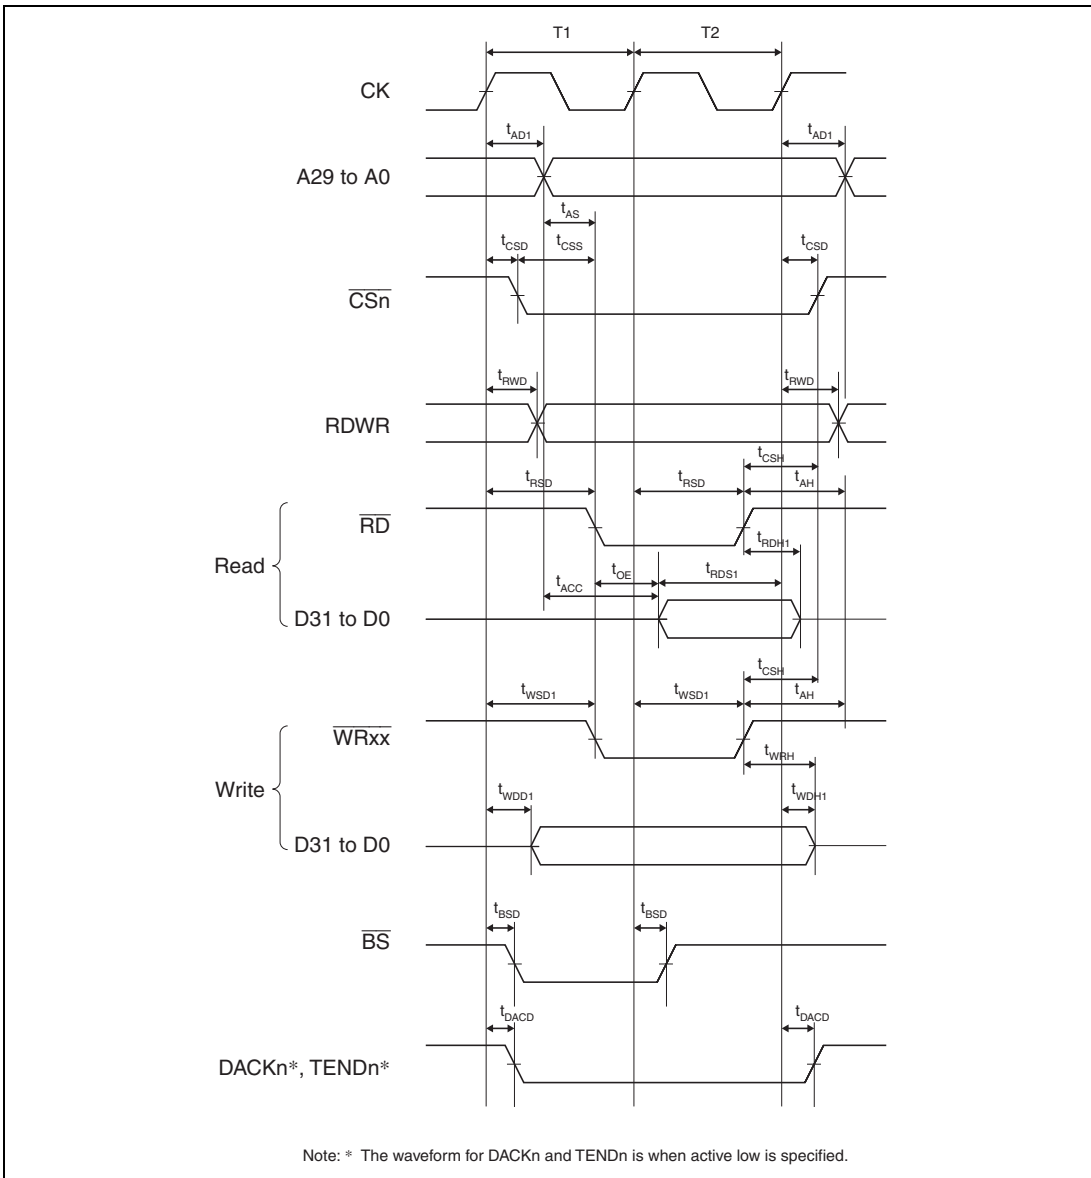 T1 T2
CK
tAD1 tAD1
A29 to A0
tAS
tCSD tCSS tCSD
CSn
tRWD tRWD
RDWR
tCSH
tRSD tRSD tAH
RD
tRDH1
Read
tOE tRDS1
tACC
D31 to D0
tCSH
tWSD1 tWSD1 tAH
WRxx
tWRH
Write
tWDD1 tWDH1
D31 to D0
tBSD tBSD
BS
tDACD tDACD
DACKn*, TENDn*
Note: * The waveform for DACKn and TENDn is when active low is specified.